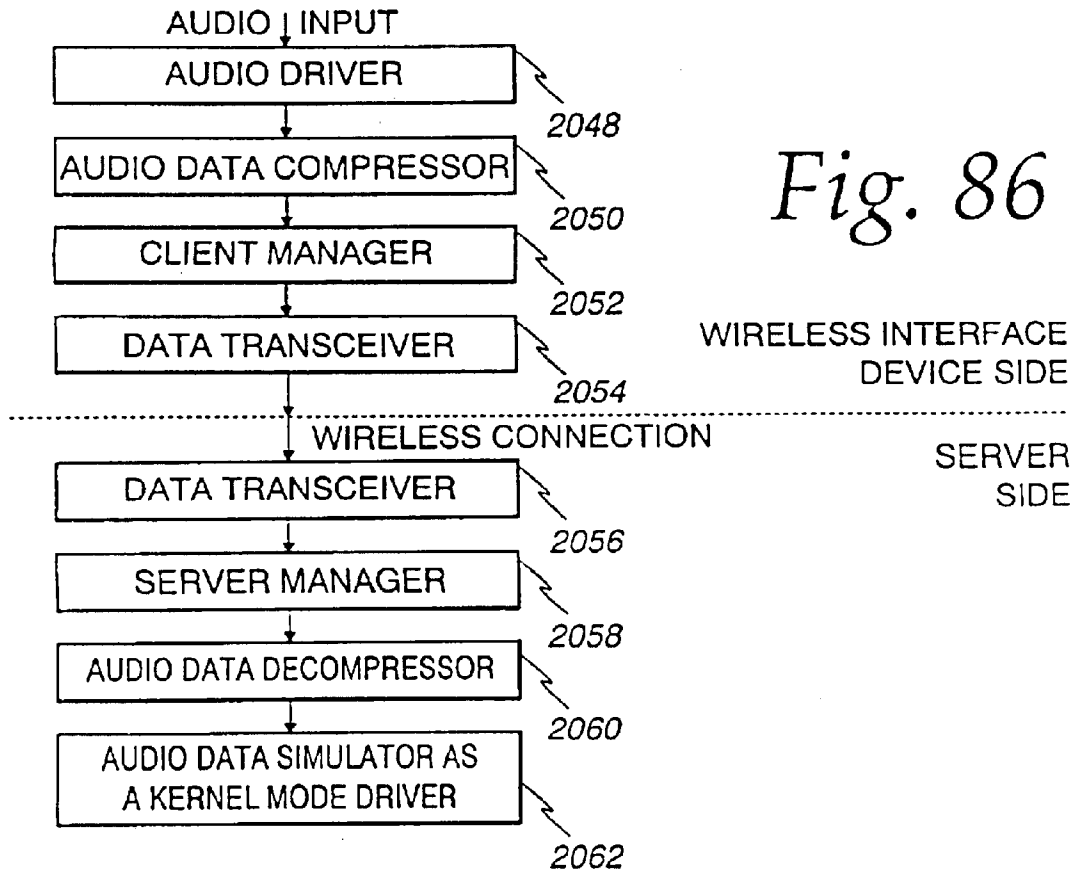 AUDIO INPUT
AUDIO DRIVER
2048
AUDIO DATA COMPRESSOR
2050
Fig. 86
CLIENT MANAGER
2052
DATA TRANSCEIVER
2054
WIRELESS INTERFACE
DEVICE SIDE
WIRELESS CONNECTION
SERVER
SIDE
DATA TRANSCEIVER
2056
SERVER MANAGER
2058
AUDIO DATA DECOMPRESSOR
2060
AUDIO DATA SIMULATOR AS
A KERNEL MODE DRIVER
2062